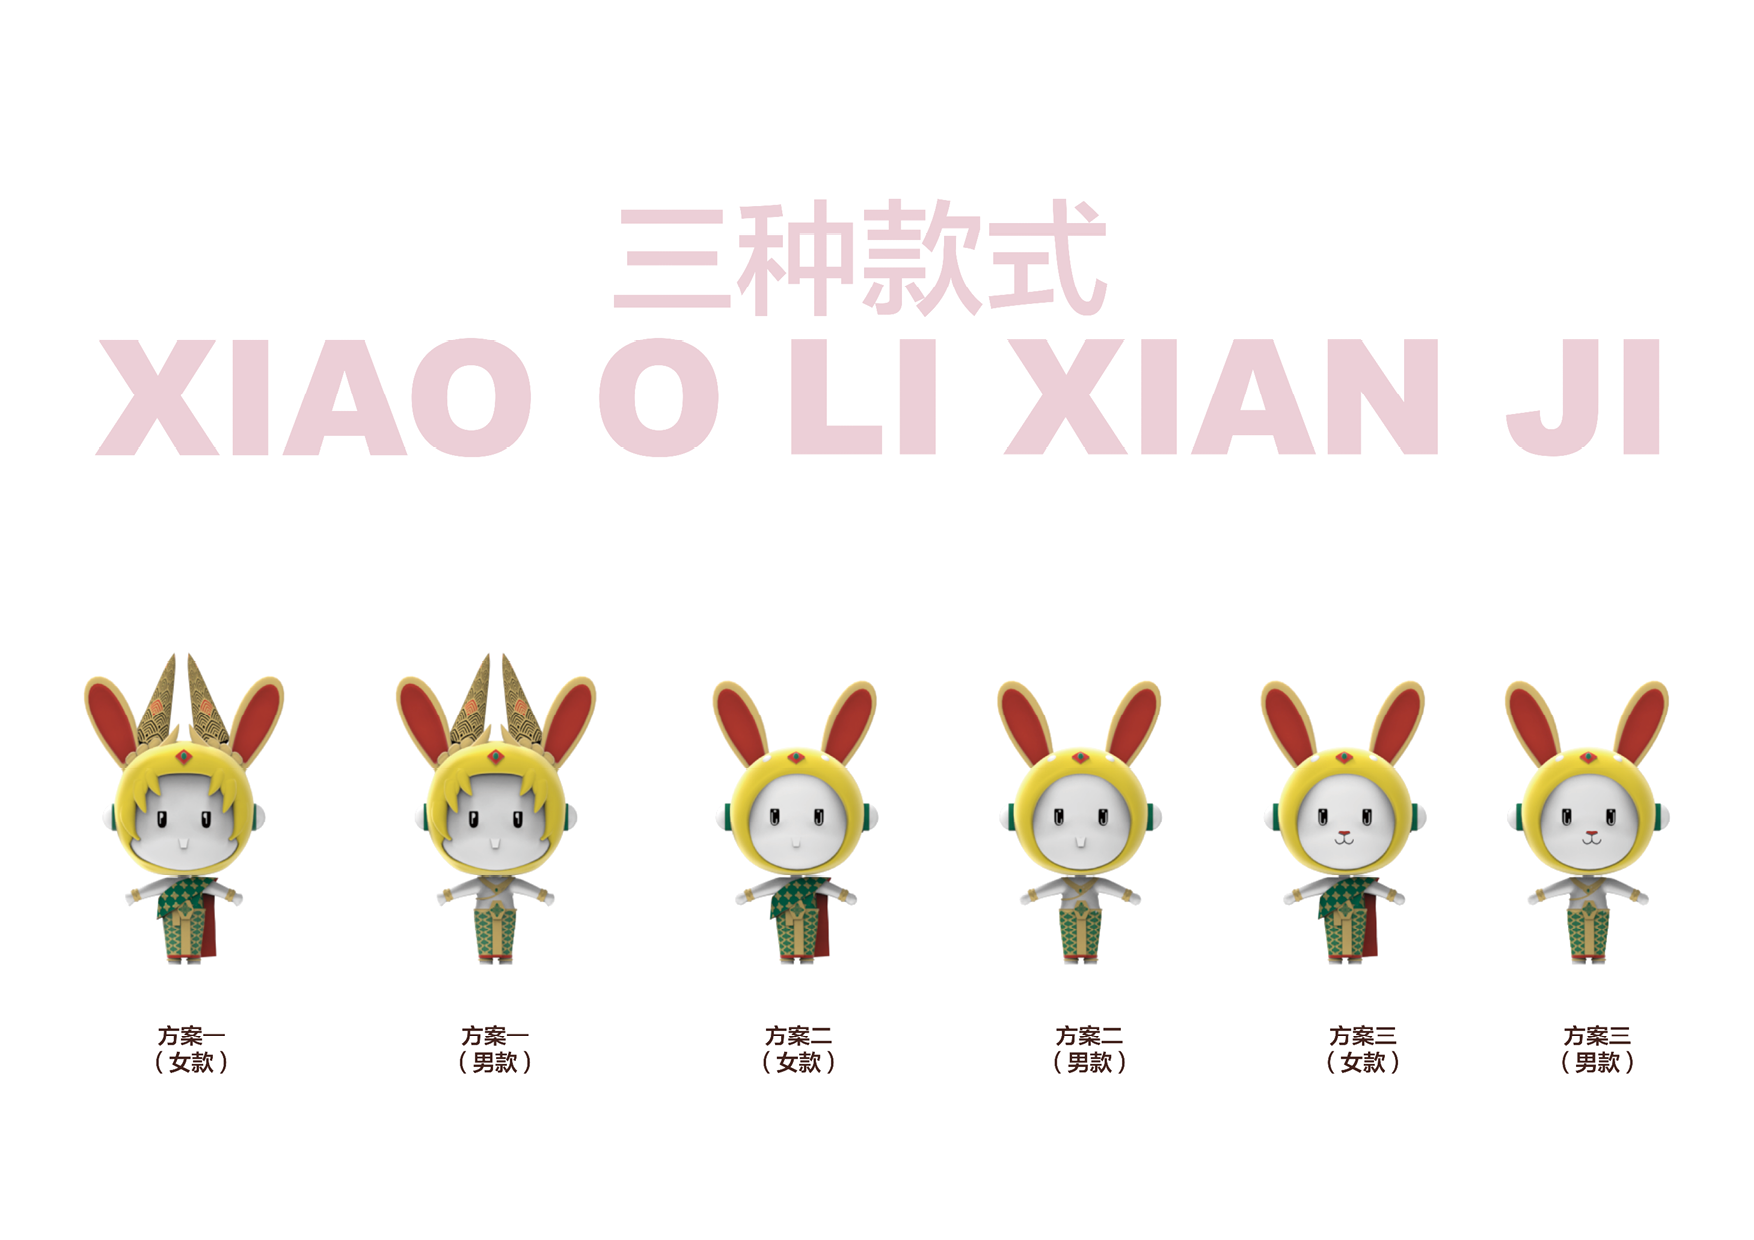 三种款式
XIAO O LI XIAN JI
方案一
（女款）
方案一
（男款）
方案二
（女款）
方案二
（男款）
方案三
（女款）
方案三
（男款）